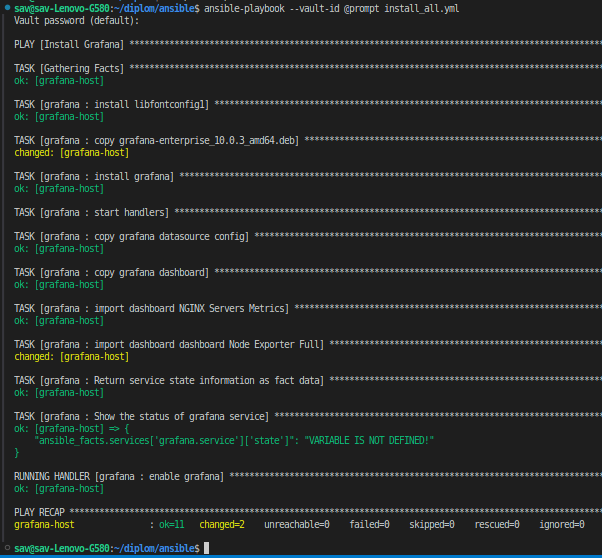 sav@sav-Lenovo-G580:~/diplom/ansible$ ansible-playbook --vault-id @prompt install_all.yml
Vault password (default):
PLAY [Install Grafana] ***********************************************************************************************
TASK [Gathering Facts] ***********************************************************************************************
ok: [grafana-host]
TASK [grafana : install libfontconfig1] ******************************************************************************
ok: [grafana-host]
TASK [grafana : copy grafana-enterprise_10.0.3_amd64.deb] ************************************************************
changed: [grafana-host]
TASK [grafana : install grafana] *************************************************************************************
ok: [grafana-host]
TASK [grafana : start handlers] **************************************************************************************
TASK [grafana : copy grafana datasource config] **********************************************************************
ok: [grafana-host]
TASK [grafana : copy grafana dashboard] ******************************************************************************
ok: [grafana-host]
TASK [grafana : import dashboard NGINX Servers Metrics] **************************************************************
ok: [grafana-host]
TASK [grafana : import dashboard dashboard Node Exporter Full] *******************************************************
changed: [grafana-host]
TASK [grafana : Return service state information as fact data] *******************************************************
ok: [grafana-host]
TASK [grafana : Show the status of grafana service] ******************************************************************
ok: [grafana-host] => {
"ansible_facts.services['grafana.service']['state']": "VARIABLE IS NOT DEFINED!"
}
RUNNING HANDLER [grafana : enable grafana] ***************************************************************************
ok: [grafana-host]
PLAY RECAP ***********************************************************************************************************
grafana-host : ok=11 changed=2 unreachable=0 failed=0 skipped=0 rescued=0 ignored=0
sav@sav-Lenovo-G580:~/diplom/ansible$